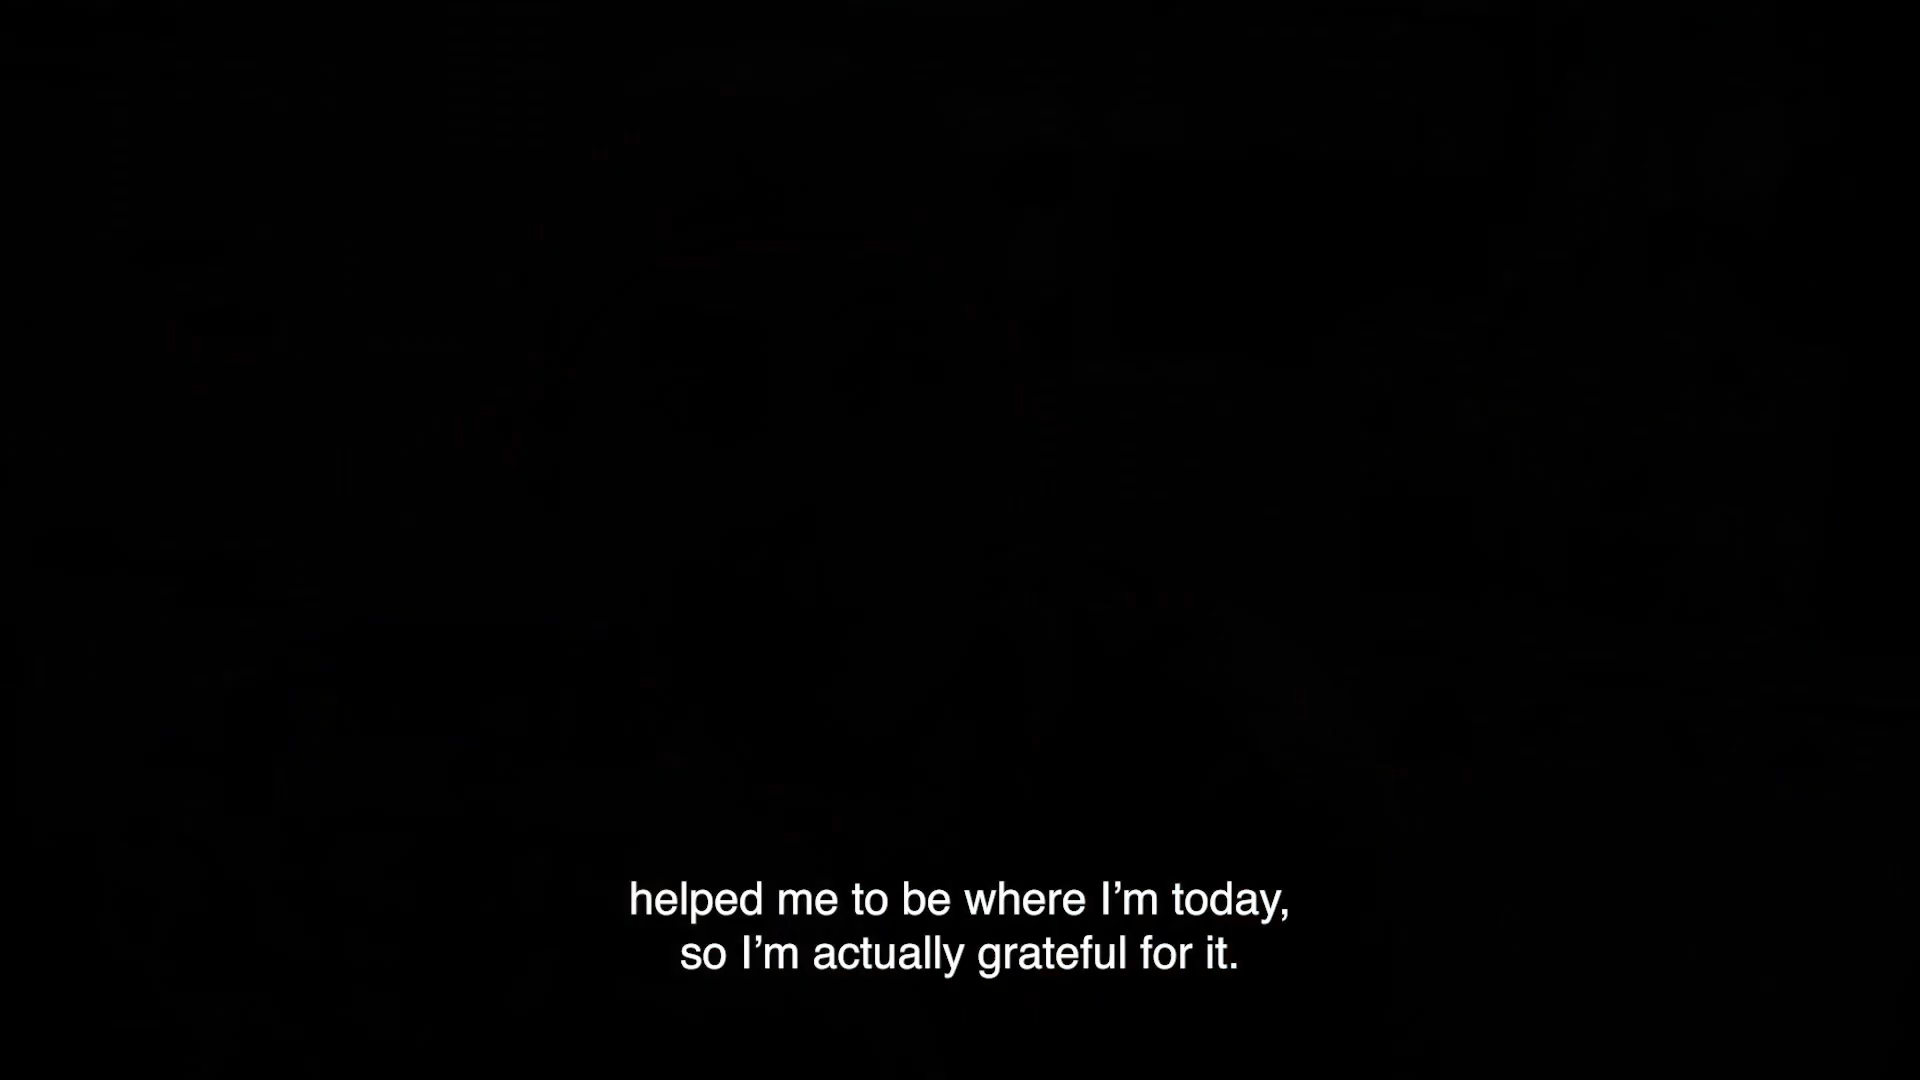 helped me to be where I’m today,
so I’m actually grateful for it.